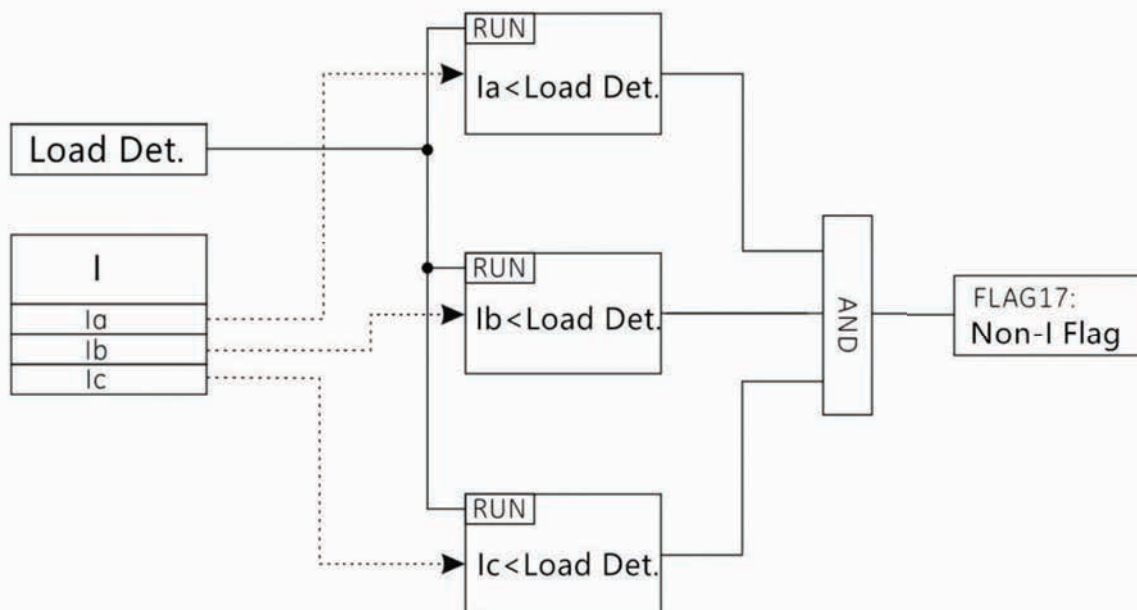 RUN
Ia<Load Det.
Load Det.
I
Ia
Ib
Ic
RUN
Ib<Load Det.
AND
FLAG17:
Non-I Flag
RUN
Ic<Load Det.